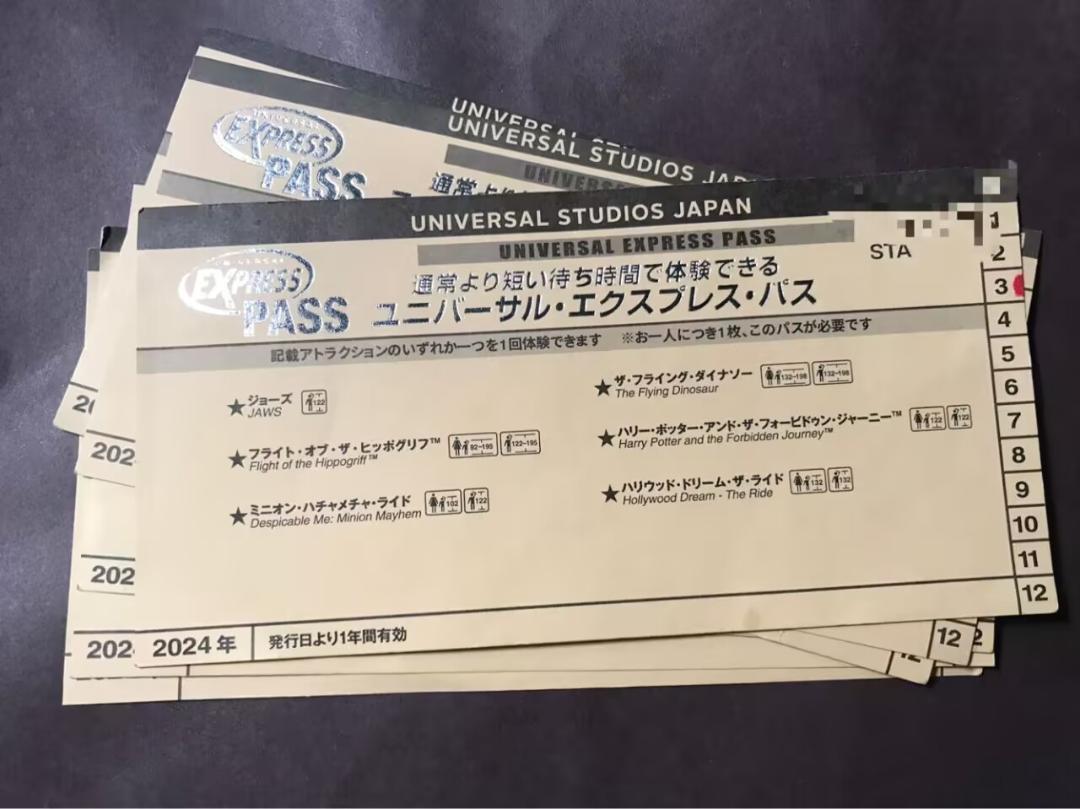 UNIVERSAL
UNIVERSAL STUDIOS JAP
EXPRESS
PASS
通常よ
UNIVERS
UNIVERSAL STUDIOS JAPAN
UNIVERSAL EXPRESS PASS
STA
EXPRESS
PASS
通常より短い待ち時間で体験できる
ユニバーサル・エクスプレス・パス
記載アトラクションのいずれか一つを1回体験できます ※お一人につき1枚、このパスが必要です
★ジョーズ 122
JAWS
★フライト・オブ・ザ・ヒッポグリフ™ 92~195 122~195
Flight of the Hippogriff™
★ミニオン・ハチャメチャ・ライド 102 122
Despicable Me: Minion Mayhem
★ザ・フライング・ダイナソー 132~198 132~198
The Flying Dinosaur
★ハリー・ポッター・アンド・ザ・フォービドゥン・ジャーニー™ 122 122
Harry Potter and the Forbidden Journey™
★ハリウッド・ドリーム・ザ・ライド 132 132
Hollywood Dream - The Ride
1
2
3
4
5
6
7
8
9
10
11
12
2024年 発行日より1年間有効
20
202
202
202
12
12
2